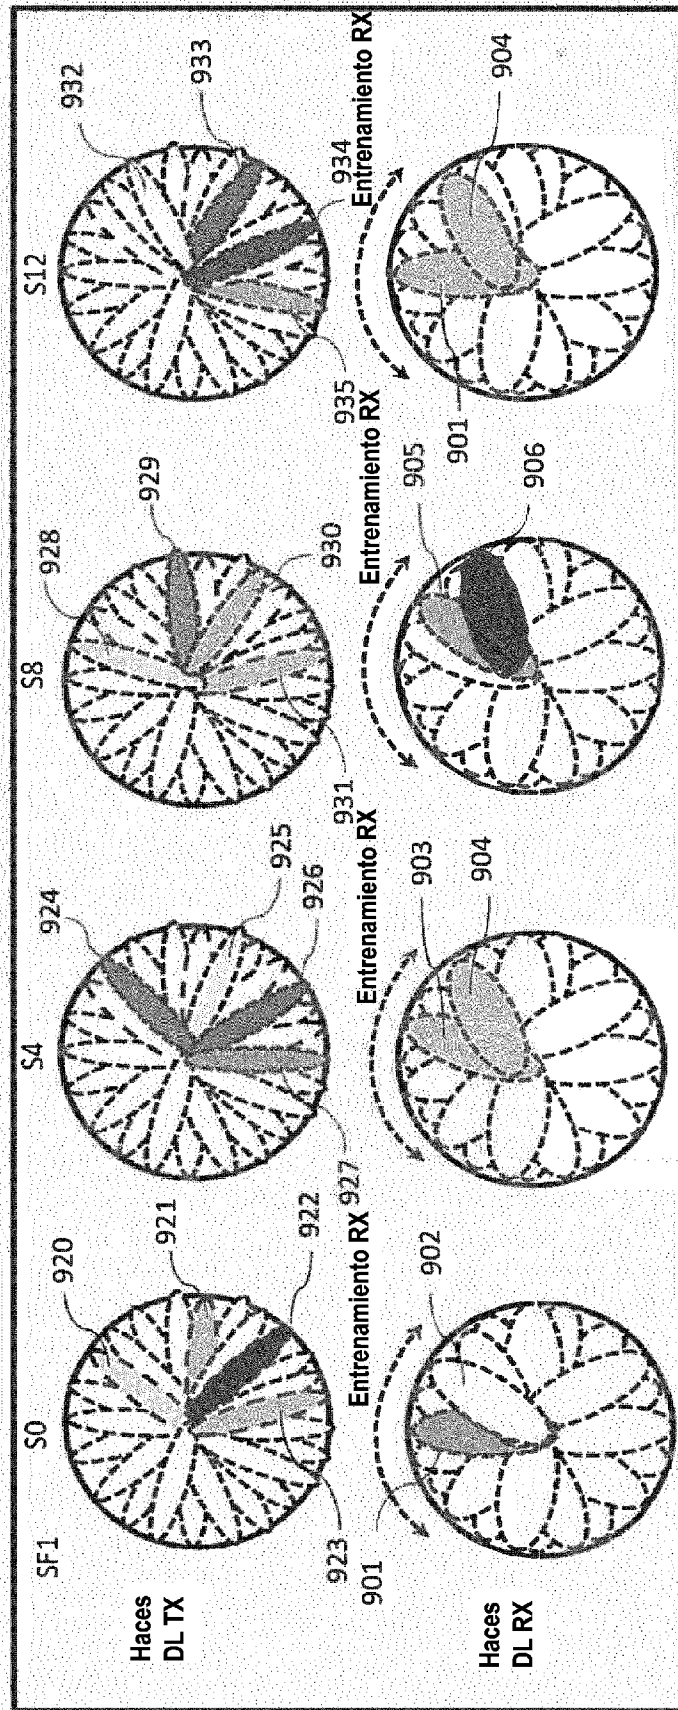 SF1
S0
S4
S8
S12
Haces
DL TX
920
921
922
923
924
925
926
927
928
929
930
931
932
933
934
935
Entrenamiento RX
Entrenamiento RX
Entrenamiento RX
Entrenamiento RX
Haces
DL RX
901
902
903
904
905
906
901
904